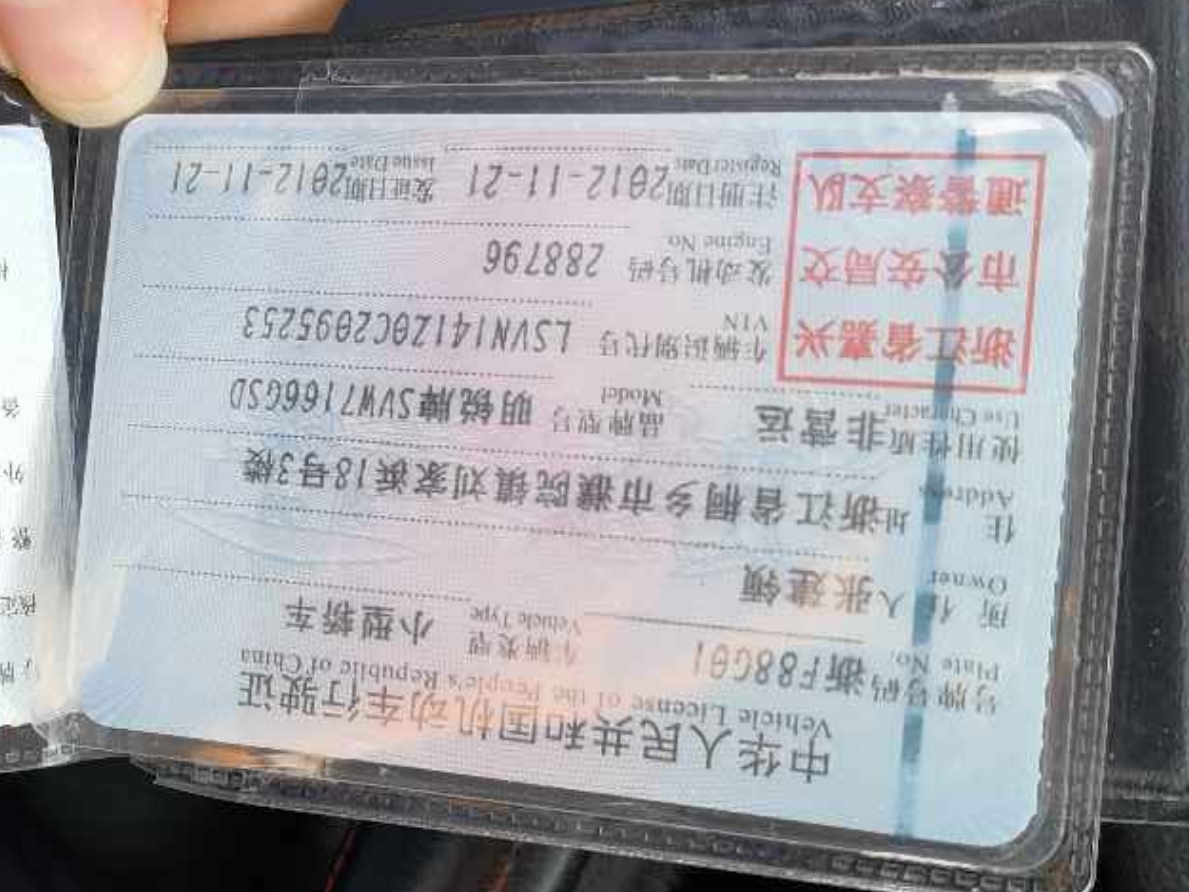 中华人民共和国机动车行驶证
Vehicle License of the People's Republic of China
号牌号码 浙F88G01 车辆类型 小型轿车
Plate No. Vehicle Type
所有人 张建领
Owner
住址 浙江省桐乡市濮院镇刘家浜18号3楼
Address
使用性质 非营运 品牌型号 明锐牌SVW7166GSD
Use Character Model
浙江省嘉兴
市公安局交
通警察支队
车辆识别代号 LSVN141Z0C2095253
VIN
发动机号码 288796
Engine No.
注册日期 2012-11-21 发证日期 2012-11-21
Register Date Issue Date